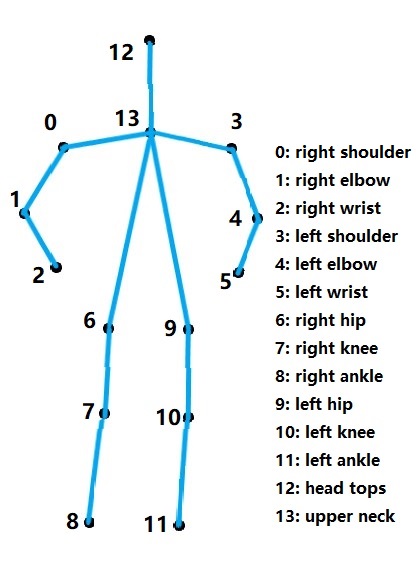 12
13
0
3
1
4
2
5
6
9
7
10
8
11
0: right shoulder
1: right elbow
2: right wrist
3: left shoulder
4: left elbow
5: left wrist
6: right hip
7: right knee
8: right ankle
9: left hip
10: left knee
11: left ankle
12: head tops
13: upper neck